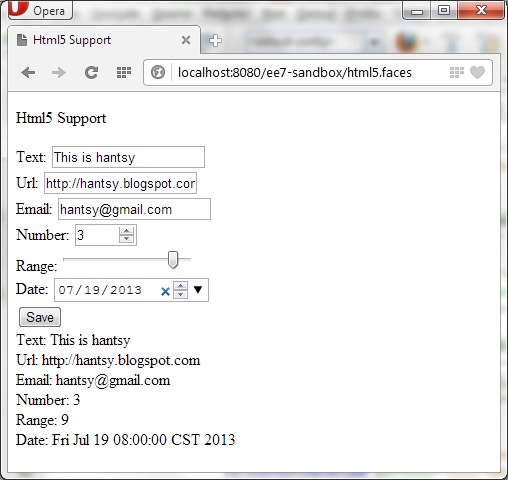 Opera
Html5 Support
localhost:8080/ee7-sandbox/html5.faces
Html5 Support
Text: This is hantsy
Url: http://hantsy.blogspot.cor
Email: hantsy@gmail.com
Number: 3
Range:
Date: 07/19/2013
Save
Text: This is hantsy
Url: http://hantsy.blogspot.com
Email: hantsy@gmail.com
Number: 3
Range: 9
Date: Fri Jul 19 08:00:00 CST 2013